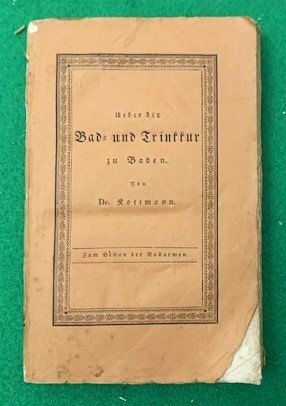 Ueber die
Bad- und Trinkkur
zu Baden.
Von
Dr. Kottmann.
Zum Besten der Badarmen.